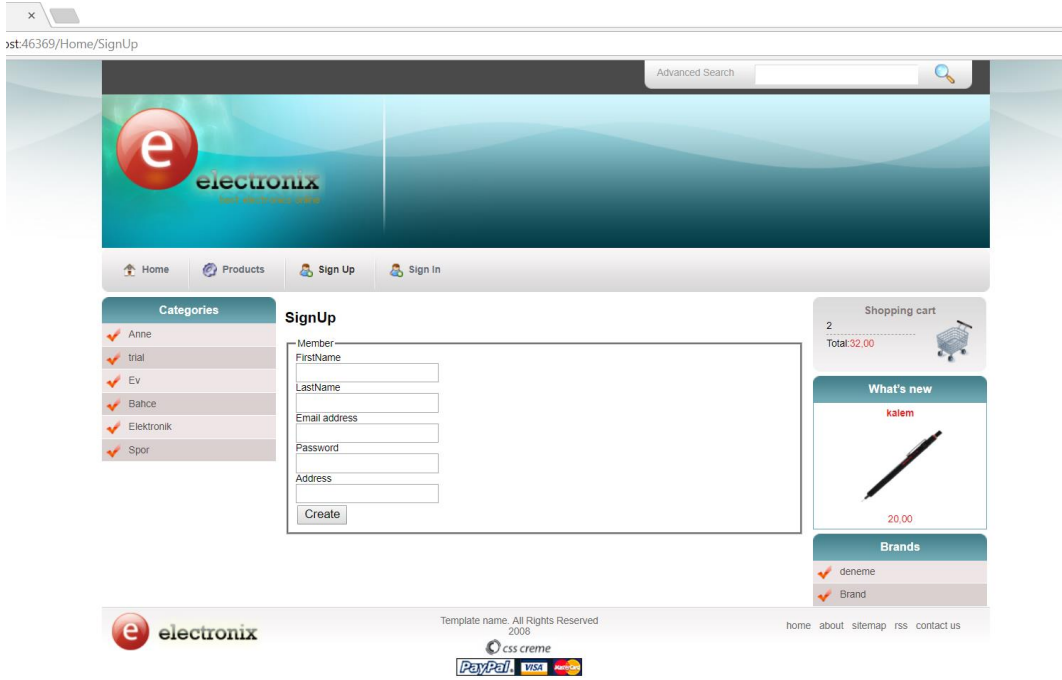 ost:46369/Home/SignUp
Advanced Search
e
electronix
Home
Products
Sign Up
Sign In
Categories
Anne
trial
Ev
Bahce
Elektronik
Spor
SignUp
Member
FirstName
LastName
Email address
Password
Address
Create
Shopping cart
2
Total:32,00
What's new
kalem
20,00
Brands
deneme
Brand
e electronix
Template name. All Rights Reserved
2008
css creme
PayPal VISA MasterCard
home about sitemap rss contact us